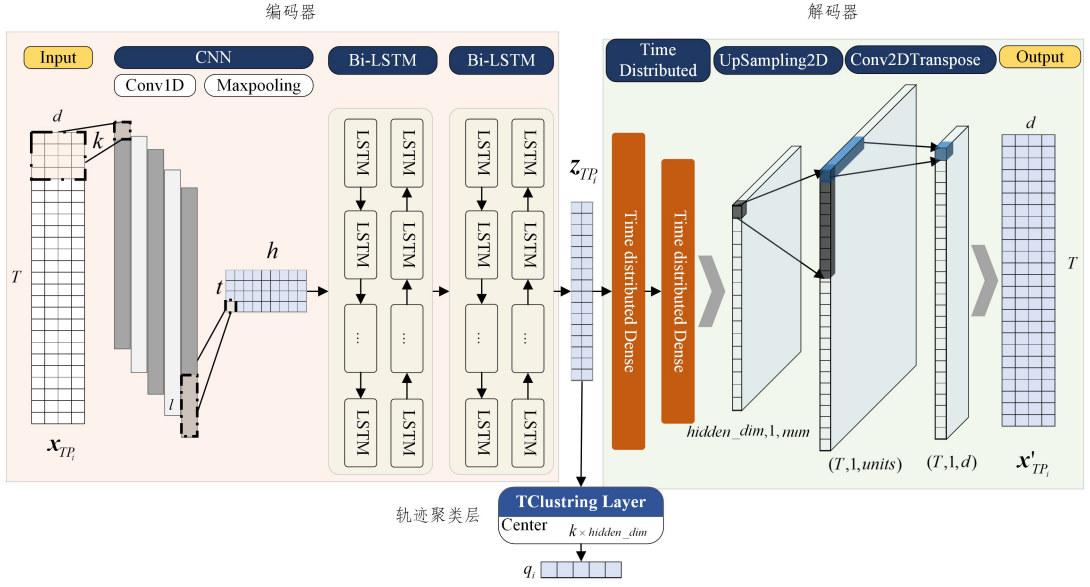 编码器
解码器
Input
CNN
Conv1D
Maxpooling
Bi-LSTM
Bi-LSTM
Time
Distributed
UpSampling2D
Conv2DTranspose
Output
d
k
T
l
x_{TP_i}
h
t
LSTM
LSTM
...
LSTM
LSTM
LSTM
...
LSTM
LSTM
LSTM
...
LSTM
LSTM
LSTM
...
LSTM
z_{TP_i}
Time distributed Dense
Time distributed Dense
hidden_dim,1,num
(T,1,units)
(T,1,d)
d
T
x'_{TP_i}
轨迹聚类层
TClustring Layer
Center k×hidden_dim
q_i